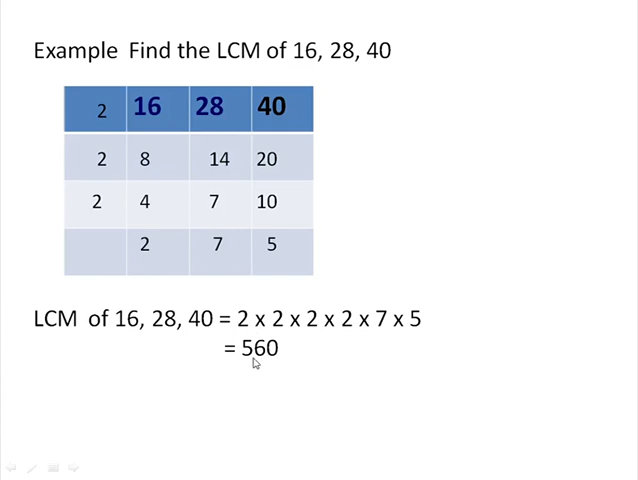 Example Find the LCM of 16, 28, 40
2 16 28 40
2 8 14 20
2 4 7 10
2 7 5
LCM of 16, 28, 40 = 2 x 2 x 2 x 2 x 7 x 5
= 560